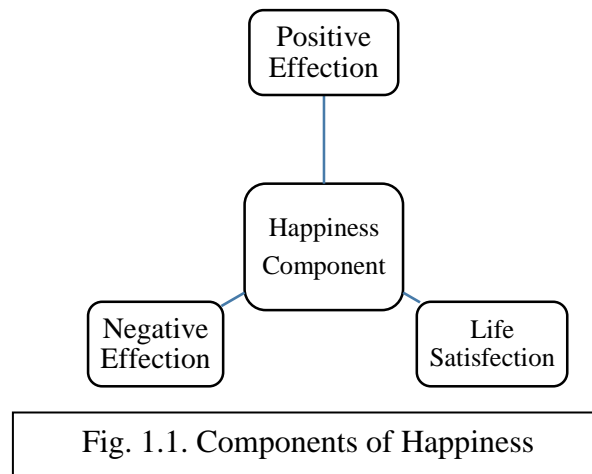 Positive
Effection
Happiness
Component
Negative
Effection
Life
Satisfection
Fig. 1.1. Components of Happiness